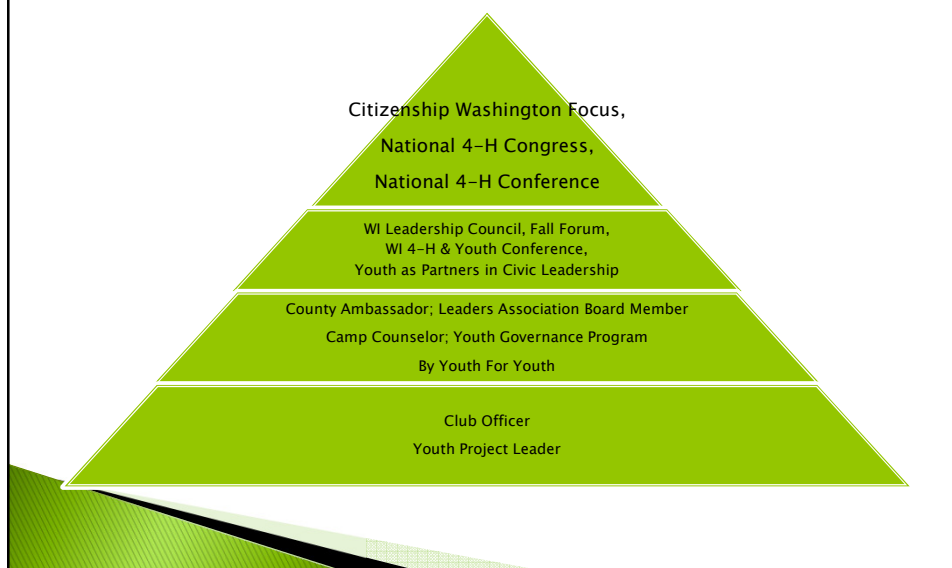 Citizenship Washington Focus,
National 4-H Congress,
National 4-H Conference
WI Leadership Council, Fall Forum,
WI 4-H & Youth Conference,
Youth as Partners in Civic Leadership
County Ambassador; Leaders Association Board Member
Camp Counselor; Youth Governance Program
By Youth For Youth
Club Officer
Youth Project Leader